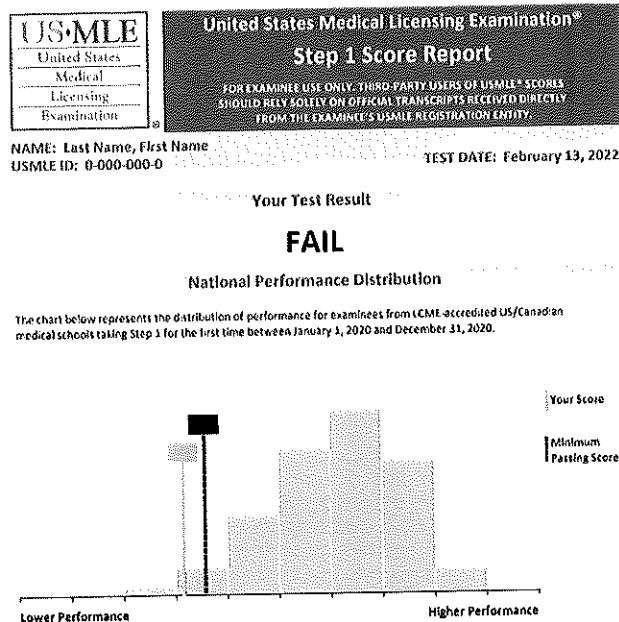 US·MLE
United States
Medical
Licensing
Examination
®
United States Medical Licensing Examination®
Step 1 Score Report
FOR EXAMINEE USE ONLY. THIRD-PARTY USERS OF USMLE® SCORES
SHOULD RELY SOLELY ON OFFICIAL TRANSCRIPTS RECEIVED DIRECTLY
FROM THE EXAMINEE'S USMLE REGISTRATION ENTITY.
NAME: Last Name, First Name
USMLE ID: 0-000-000-0
TEST DATE: February 13, 2022
Your Test Result
FAIL
National Performance Distribution
The chart below represents the distribution of performance for examinees from LCME-accredited US/Canadian
medical schools taking Step 1 for the first time between January 1, 2020 and December 31, 2020.
Your Score
Minimum
Passing Score
Lower Performance
Higher Performance